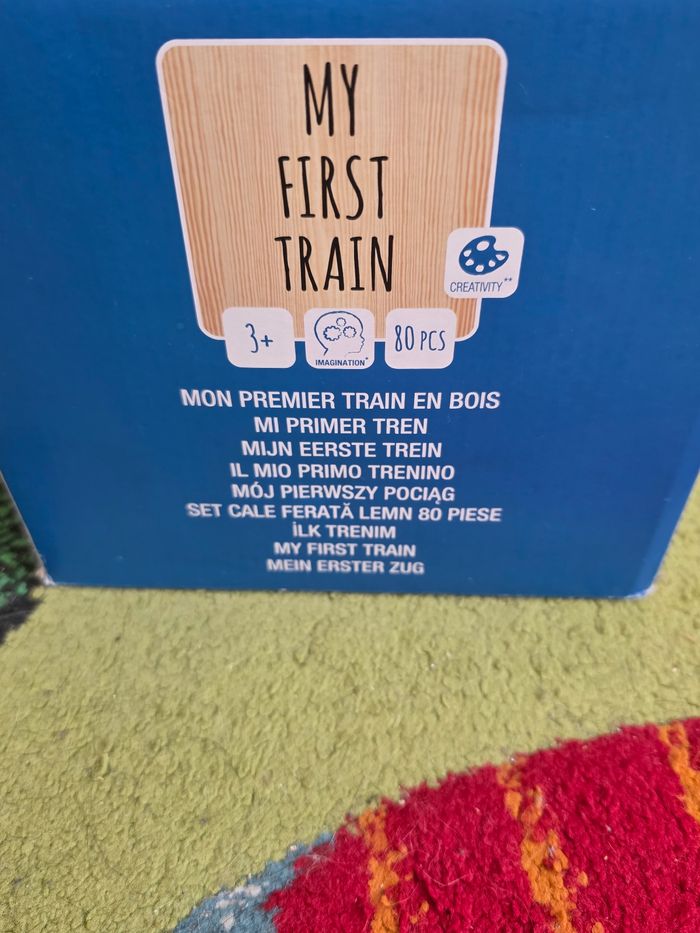 MY
FIRST
TRAIN
CREATIVITY**
3+
IMAGINATION*
80 PCS
MON PREMIER TRAIN EN BOIS
MI PRIMER TREN
MIJN EERSTE TREIN
IL MIO PRIMO TRENINO
MÓJ PIERWSZY POCIĄG
SET CALE FERATĂ LEMN 80 PIESE
İLK TRENIM
MY FIRST TRAIN
MEIN ERSTER ZUG